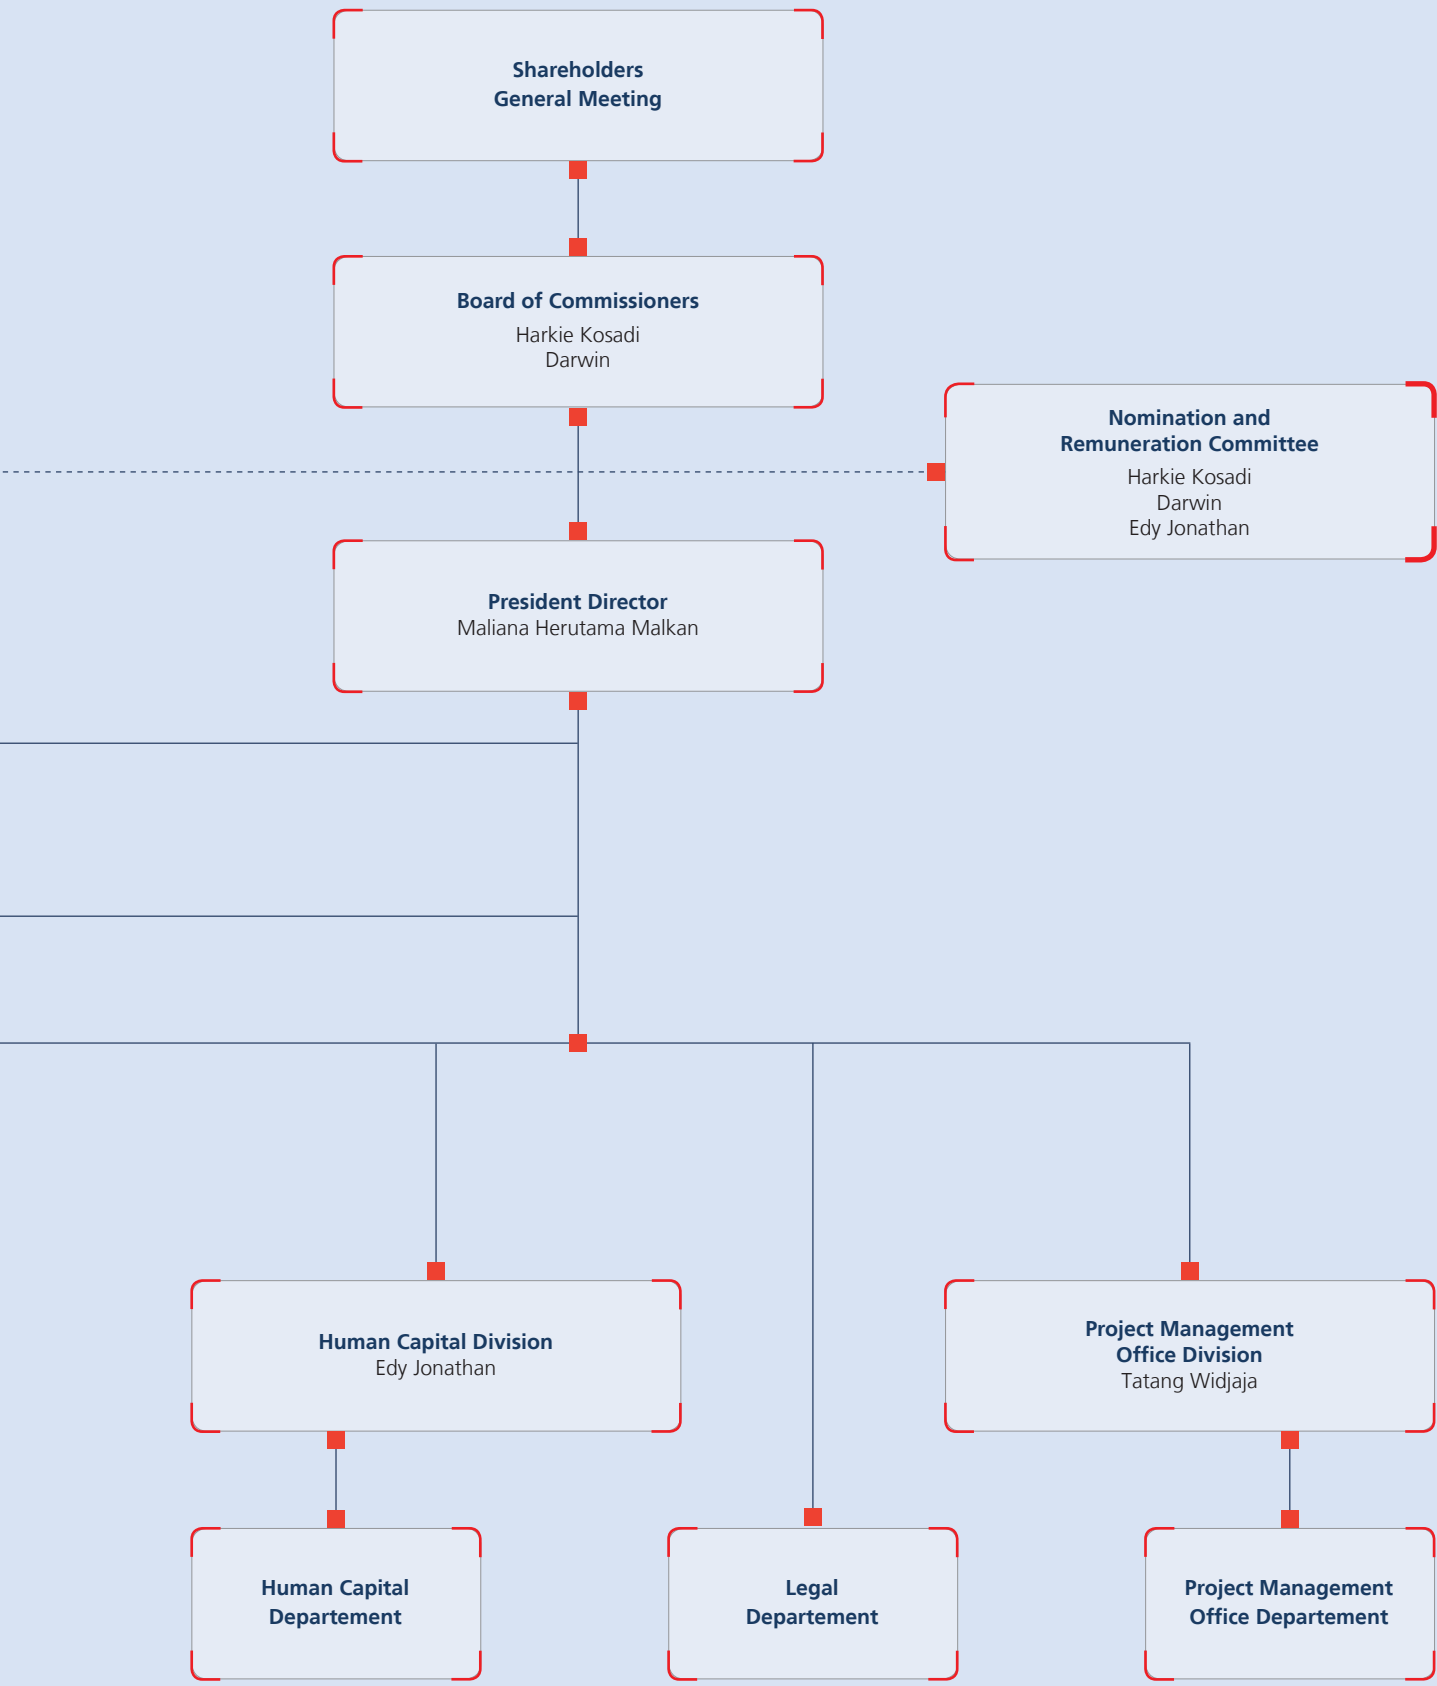 Shareholders
General Meeting
Board of Commissioners
Harkie Kosadi
Darwin
Nomination and
Remuneration Committee
Harkie Kosadi
Darwin
Edy Jonathan
President Director
Maliana Herutama Malkan
Human Capital Division
Edy Jonathan
Project Management
Office Division
Tatang Widjaja
Human Capital
Departement
Legal
Departement
Project Management
Office Departement